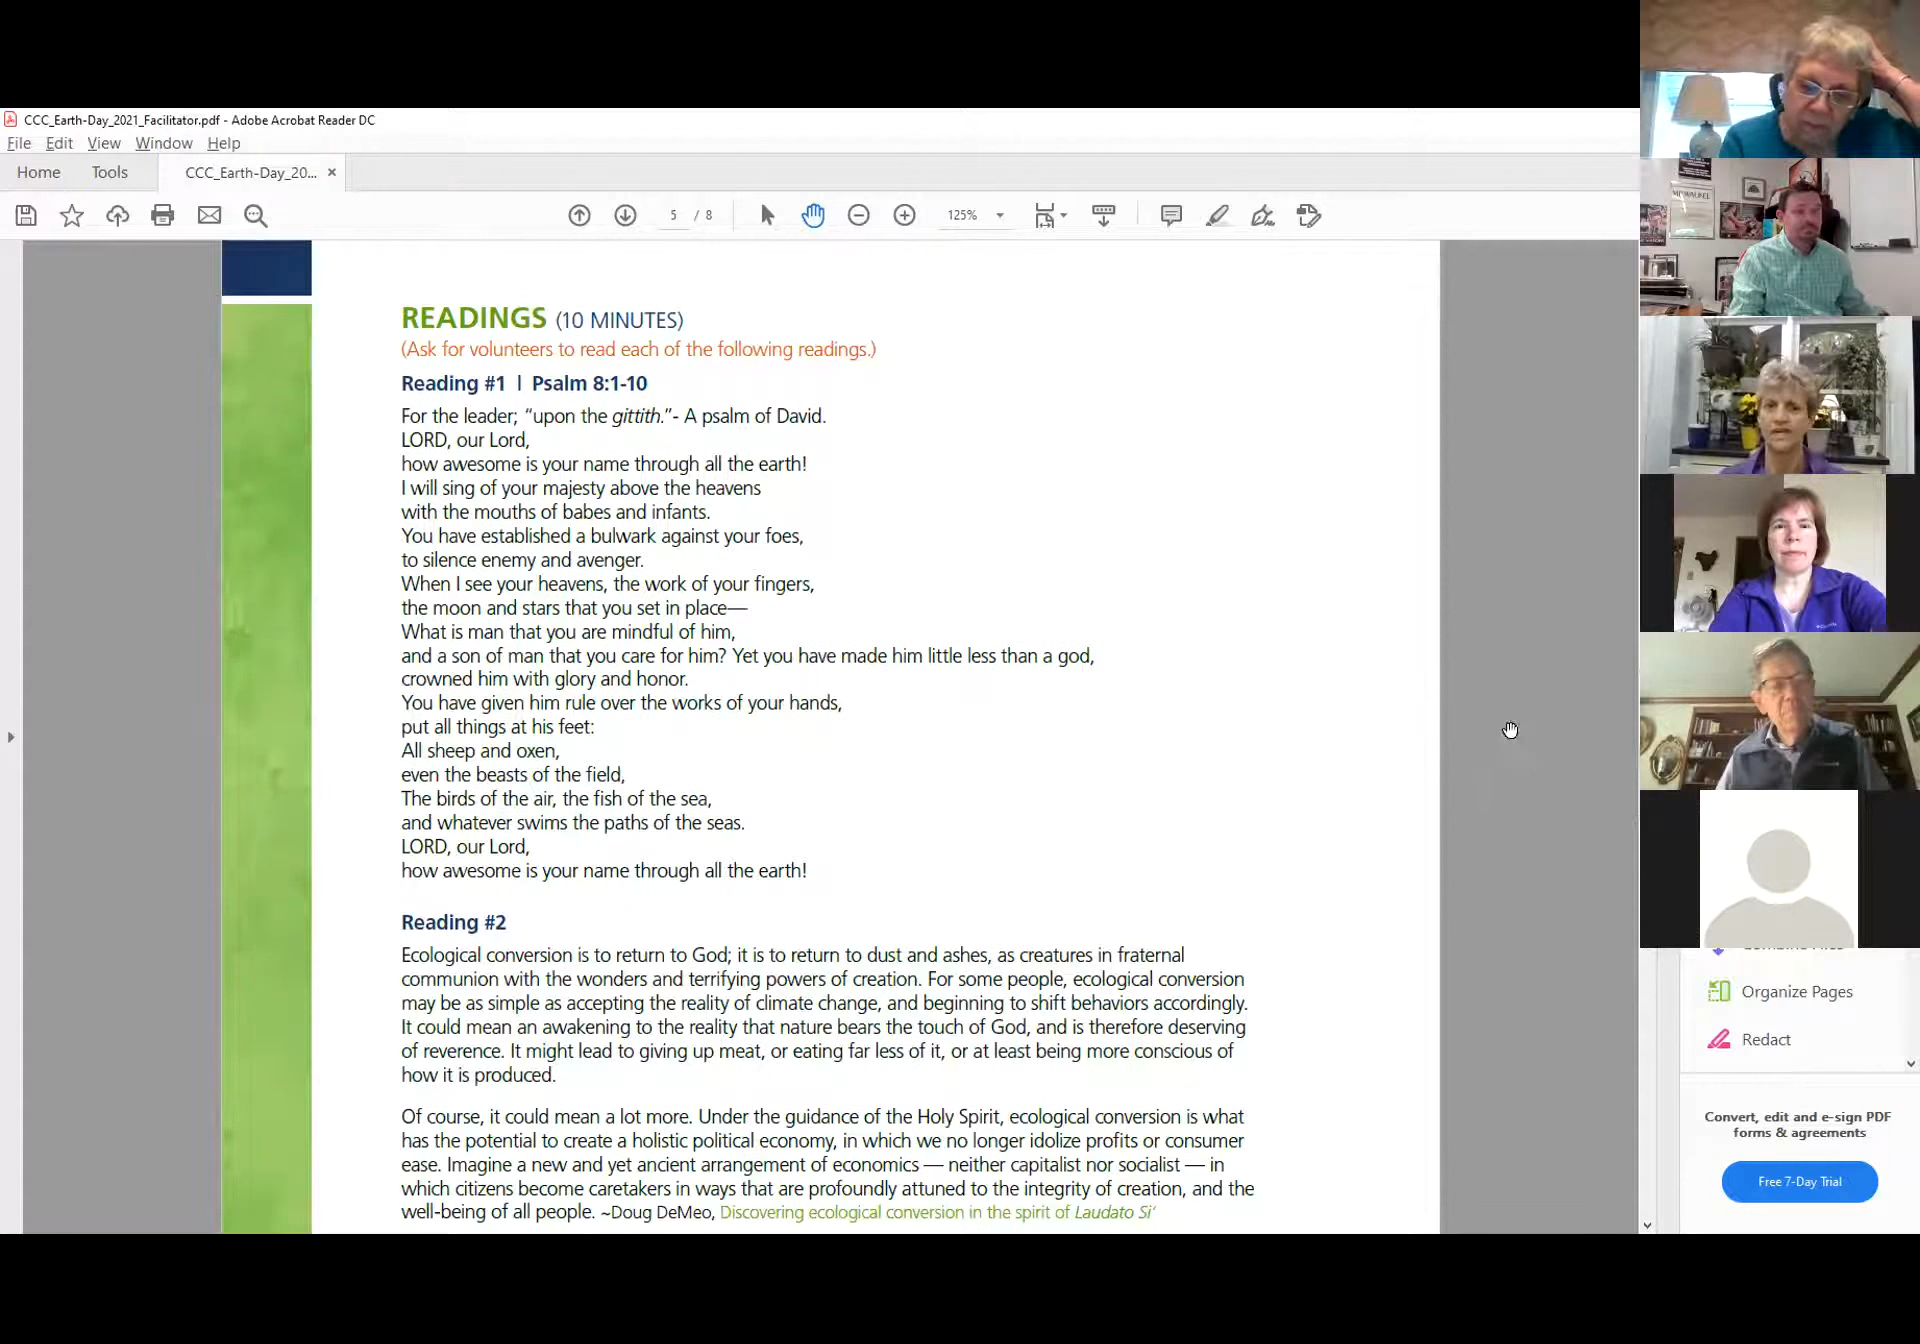 CCC_Earth-Day_2021_Facilitator.pdf - Adobe Acrobat Reader DC
File Edit View Window Help
Home Tools CCC_Earth-Day_20... ×
5 / 8 125%
READINGS (10 MINUTES)
(Ask for volunteers to read each of the following readings.)
Reading #1 | Psalm 8:1-10
For the leader; “upon the gittith.”- A psalm of David.
LORD, our Lord,
how awesome is your name through all the earth!
I will sing of your majesty above the heavens
with the mouths of babes and infants.
You have established a bulwark against your foes,
to silence enemy and avenger.
When I see your heavens, the work of your fingers,
the moon and stars that you set in place—
What is man that you are mindful of him,
and a son of man that you care for him? Yet you have made him little less than a god,
crowned him with glory and honor.
You have given him rule over the works of your hands,
put all things at his feet:
All sheep and oxen,
even the beasts of the field,
The birds of the air, the fish of the sea,
and whatever swims the paths of the seas.
LORD, our Lord,
how awesome is your name through all the earth!
Reading #2
Ecological conversion is to return to God; it is to return to dust and ashes, as creatures in fraternal
communion with the wonders and terrifying powers of creation. For some people, ecological conversion
may be as simple as accepting the reality of climate change, and beginning to shift behaviors accordingly.
It could mean an awakening to the reality that nature bears the touch of God, and is therefore deserving
of reverence. It might lead to giving up meat, or eating far less of it, or at least being more conscious of
how it is produced.
Of course, it could mean a lot more. Under the guidance of the Holy Spirit, ecological conversion is what
has the potential to create a holistic political economy, in which we no longer idolize profits or consumer
ease. Imagine a new and yet ancient arrangement of economics — neither capitalist nor socialist — in
which citizens become caretakers in ways that are profoundly attuned to the integrity of creation, and the
well-being of all people. ~Doug DeMeo, Discovering ecological conversion in the spirit of Laudato Si’
MILWAUKEE
Organize Pages
Redact
Convert, edit and e-sign PDF
forms & agreements
Free 7-Day Trial